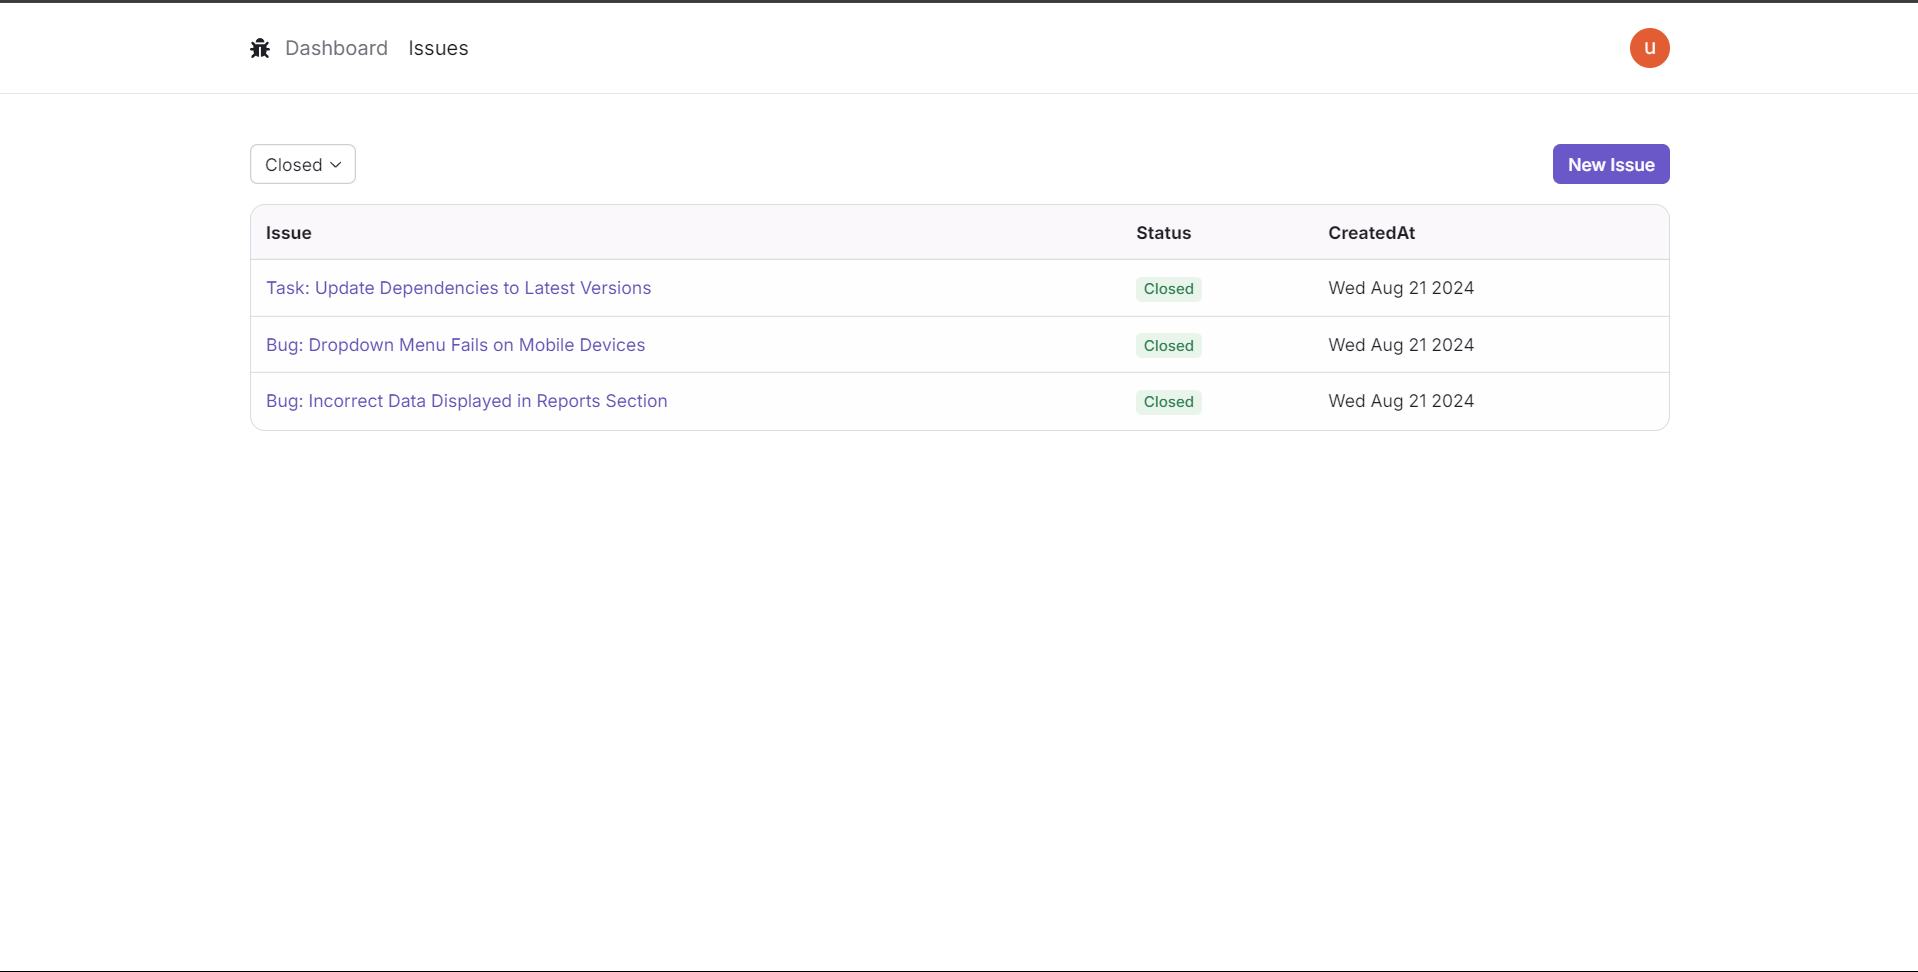 Dashboard Issues
u
Closed
New Issue
Issue Status CreatedAt
Task: Update Dependencies to Latest Versions Closed Wed Aug 21 2024
Bug: Dropdown Menu Fails on Mobile Devices Closed Wed Aug 21 2024
Bug: Incorrect Data Displayed in Reports Section Closed Wed Aug 21 2024